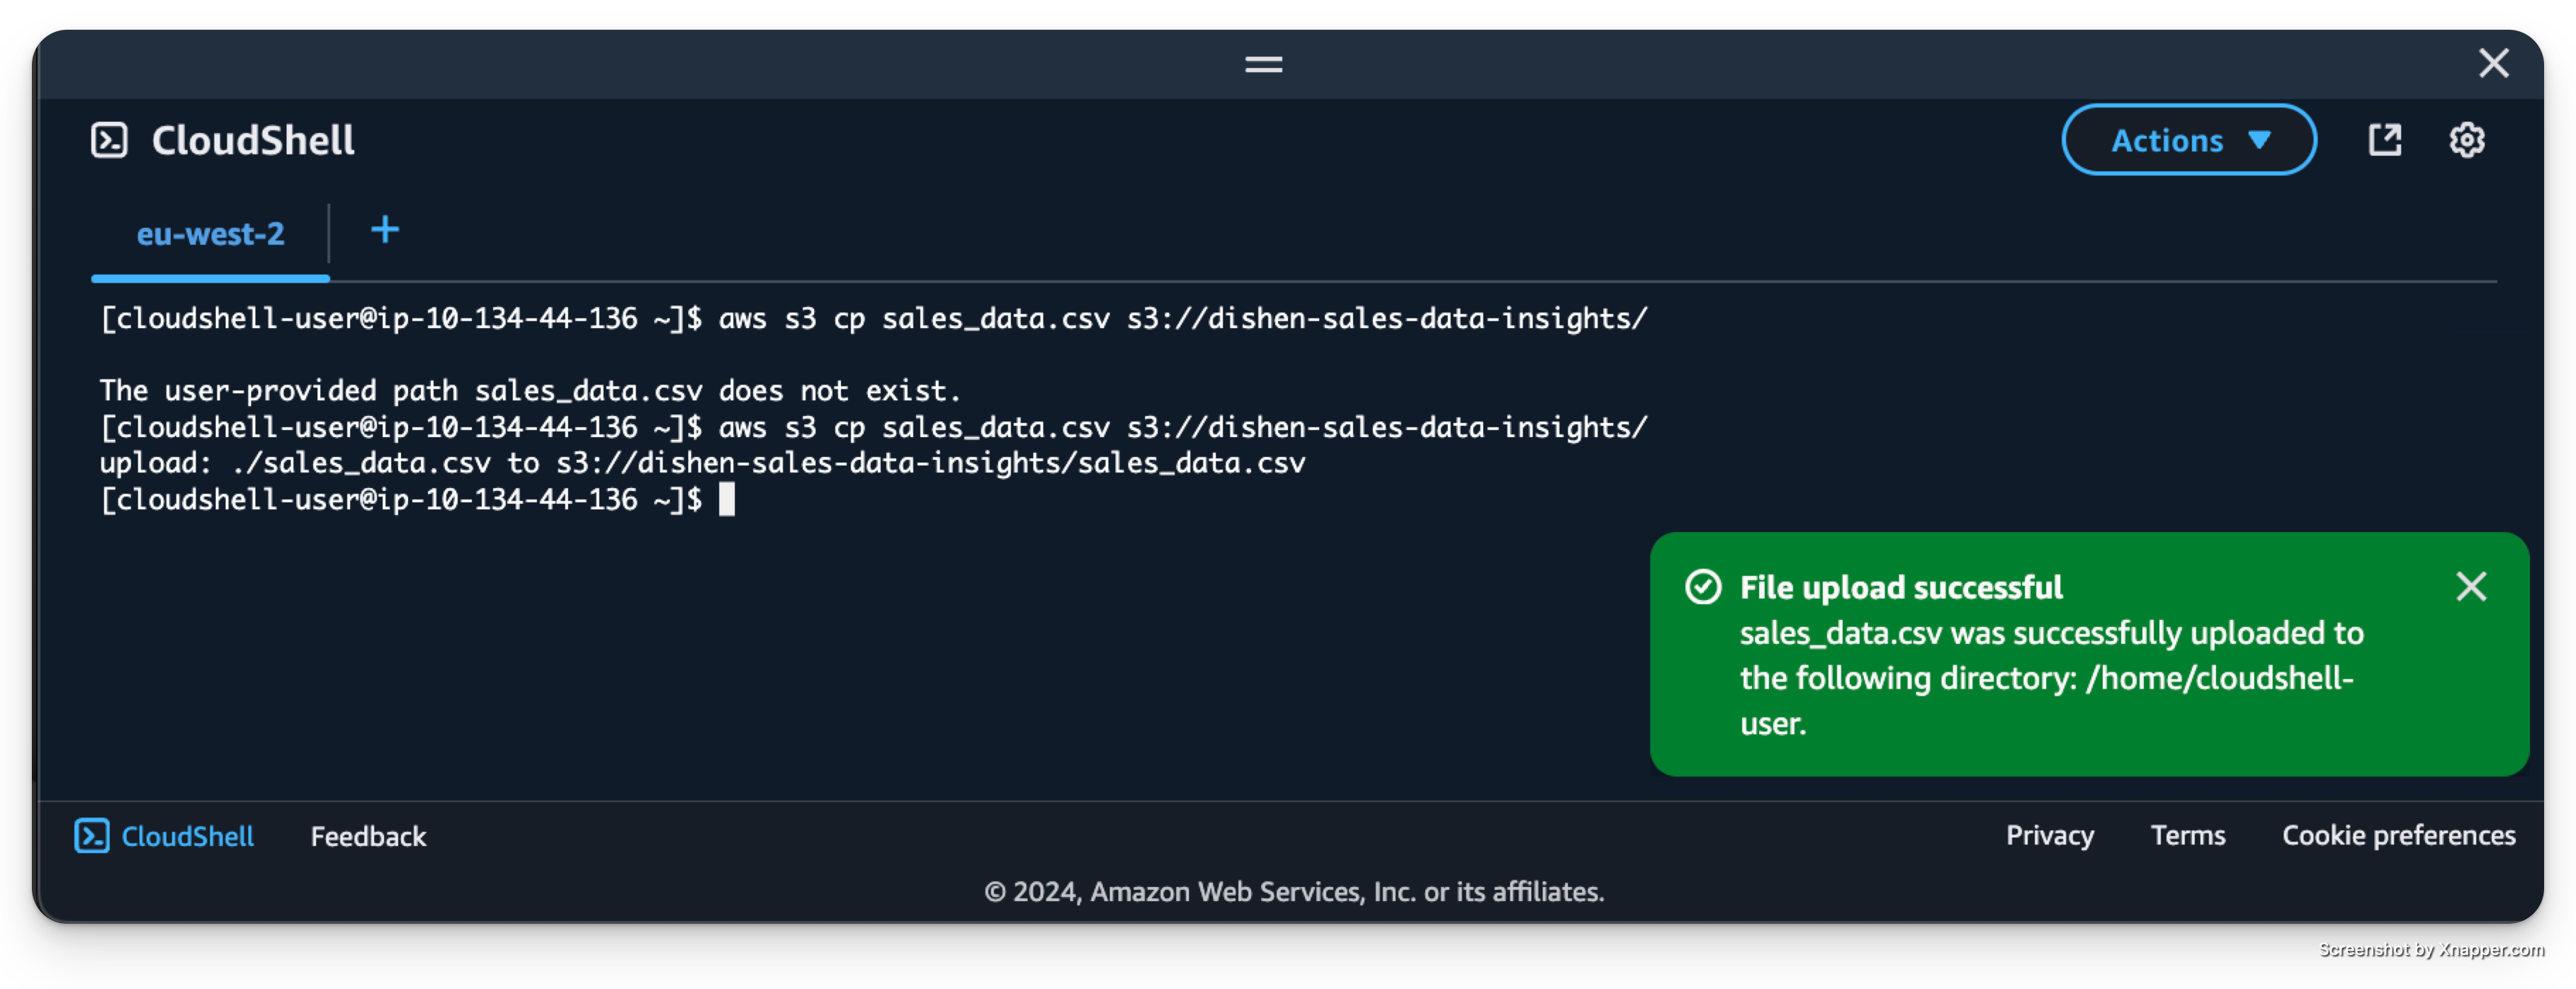 CloudShell
Actions
eu-west-2
[cloudshell-user@ip-10-134-44-136 ~]$ aws s3 cp sales_data.csv s3://dishen-sales-data-insights/
The user-provided path sales_data.csv does not exist.
[cloudshell-user@ip-10-134-44-136 ~]$ aws s3 cp sales_data.csv s3://dishen-sales-data-insights/
upload: ./sales_data.csv to s3://dishen-sales-data-insights/sales_data.csv
[cloudshell-user@ip-10-134-44-136 ~]$
File upload successful
sales_data.csv was successfully uploaded to
the following directory: /home/cloudshell-
user.
CloudShell
Feedback
Privacy
Terms
Cookie preferences
© 2024, Amazon Web Services, Inc. or its affiliates.
Screenshot by Xnapper.com